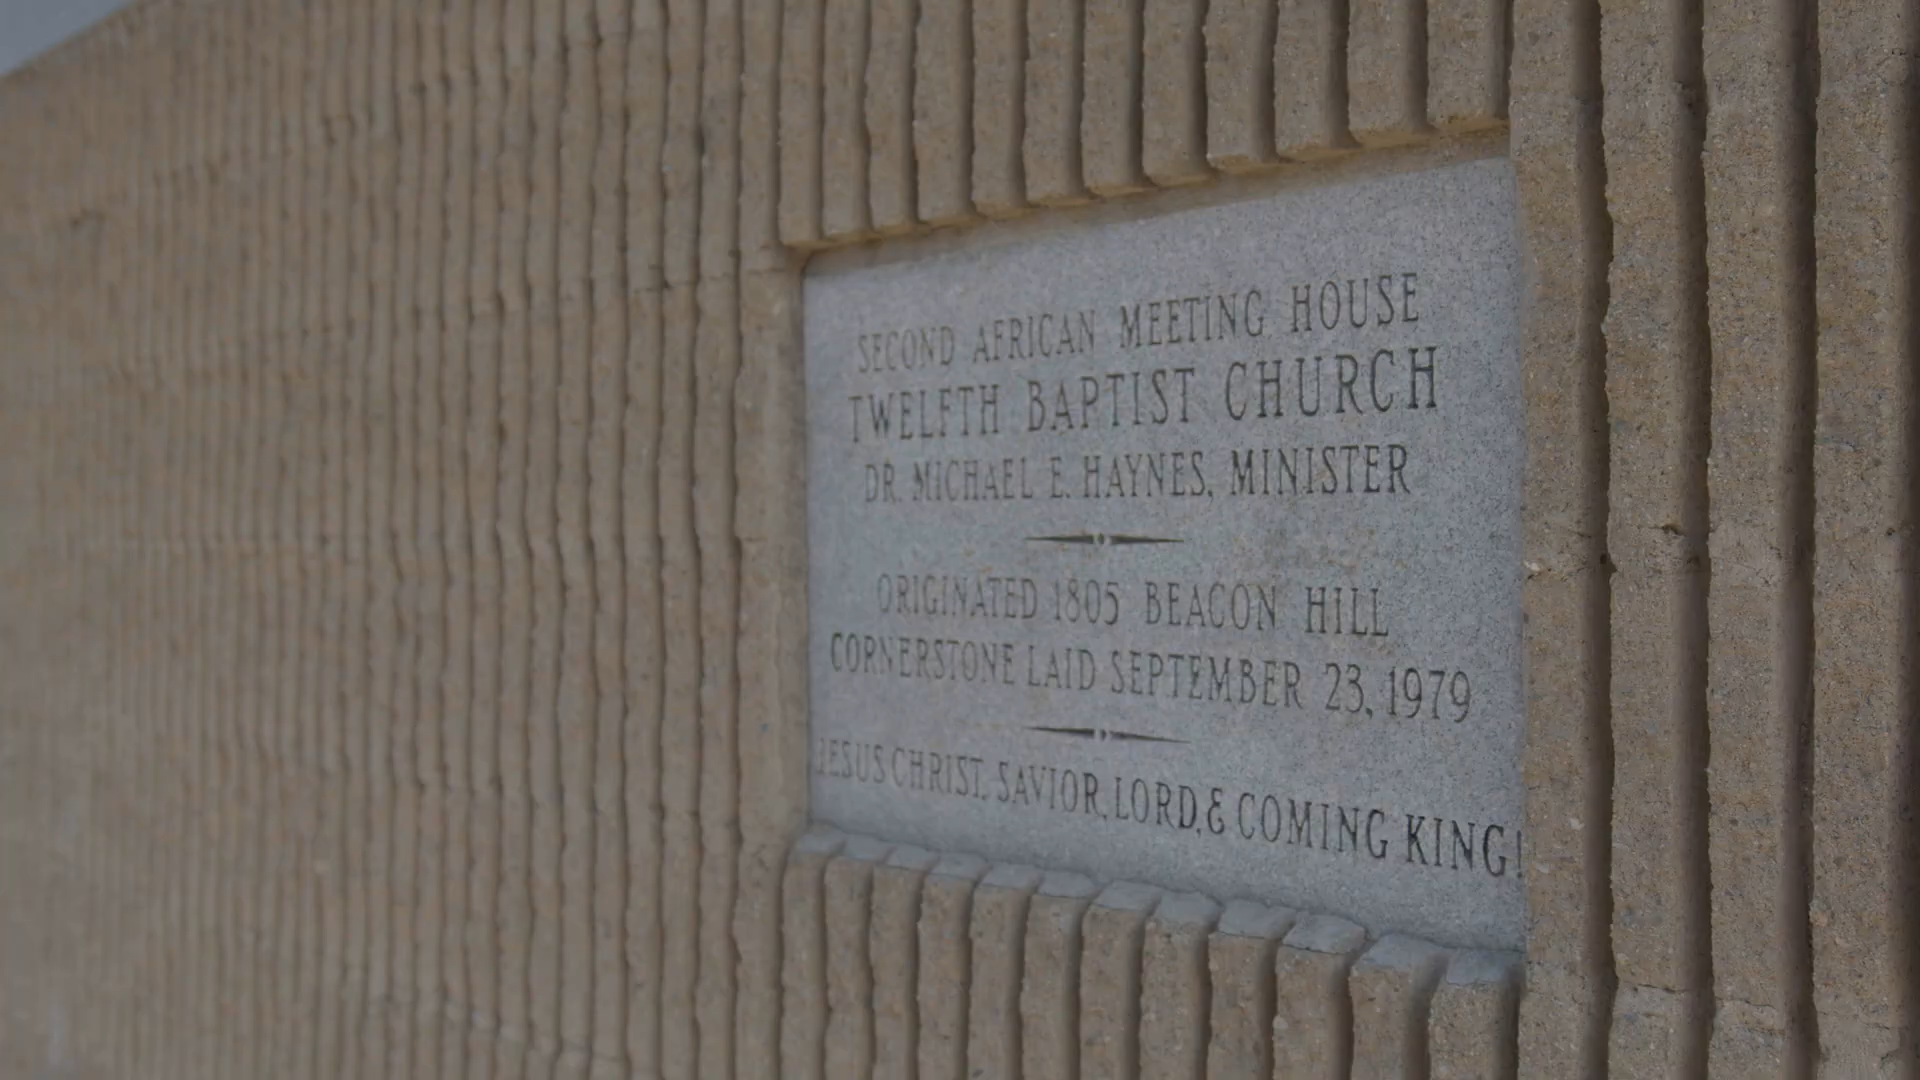 SECOND AFRICAN MEETING HOUSE
TWELFTH BAPTIST CHURCH
DR. MICHAEL E. HAYNES, MINISTER
ORIGINATED 1805 BEACON HILL
CORNERSTONE LAID SEPTEMBER 23, 1979
JESUS CHRIST, SAVIOR, LORD, & COMING KING!